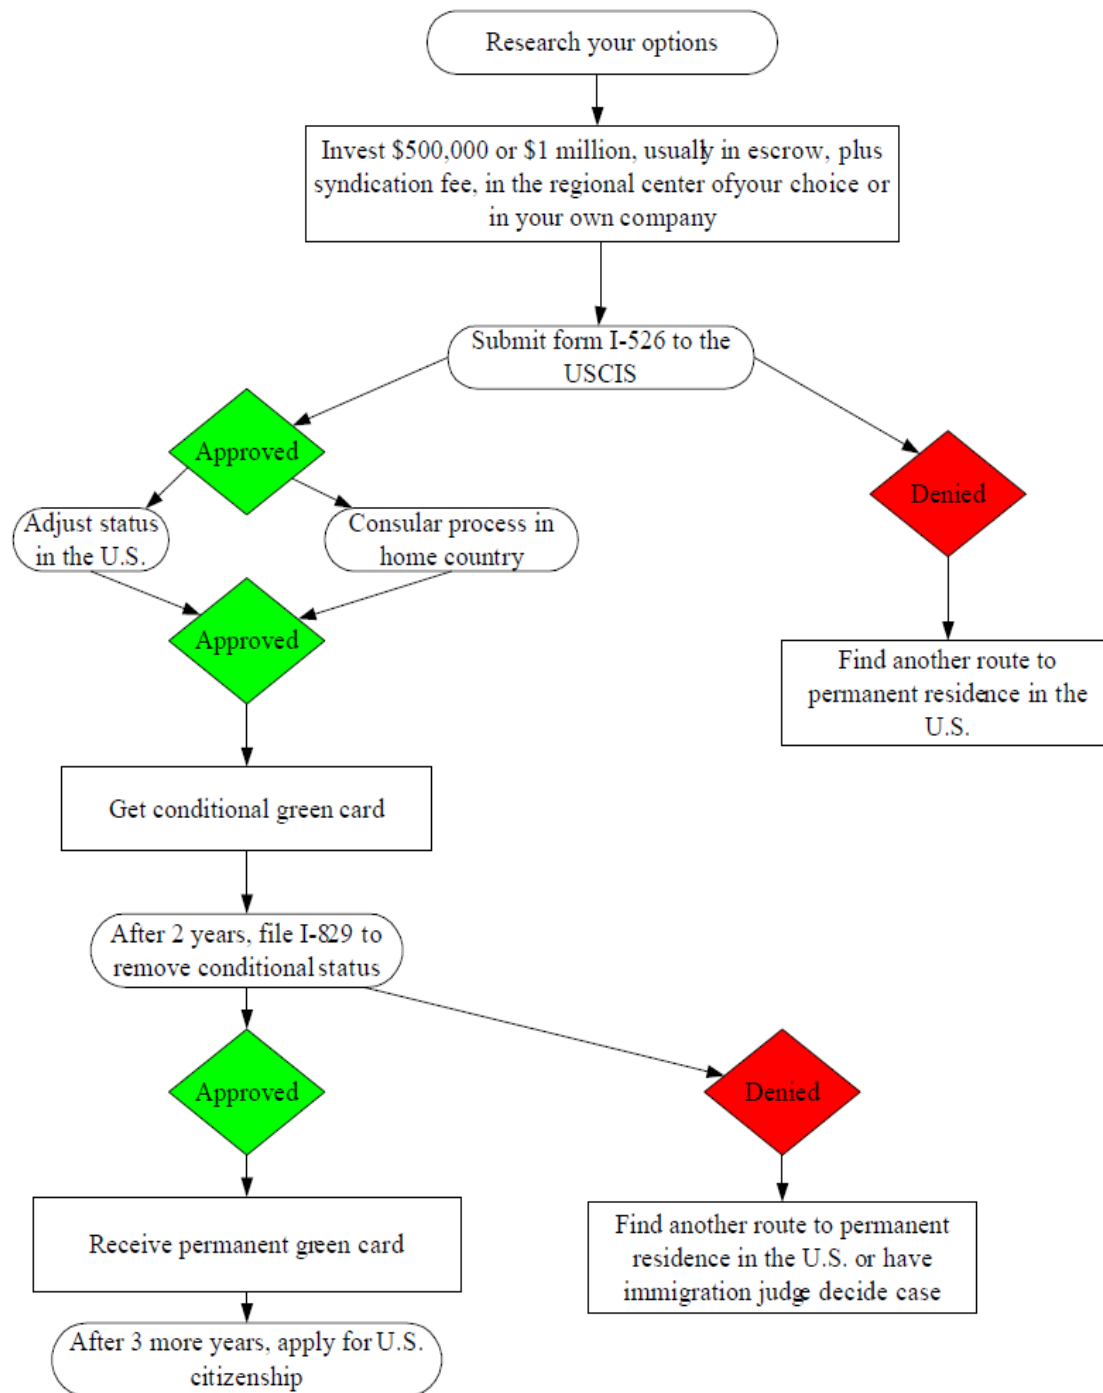 Research your options
Invest $500,000 or $1 million, usually in escrow, plus
syndication fee, in the regional center of your choice or
in your own company
Submit form I-526 to the
USCIS
Approved
Denied
Adjust status
in the U.S.
Consular process in
home country
Approved
Find another route to
permanent residence in the
U.S.
Get conditional green card
After 2 years, file I-829 to
remove conditional status
Approved
Denied
Receive permanent green card
Find another route to permanent
residence in the U.S. or have
immigration judge decide case
After 3 more years, apply for U.S.
citizenship